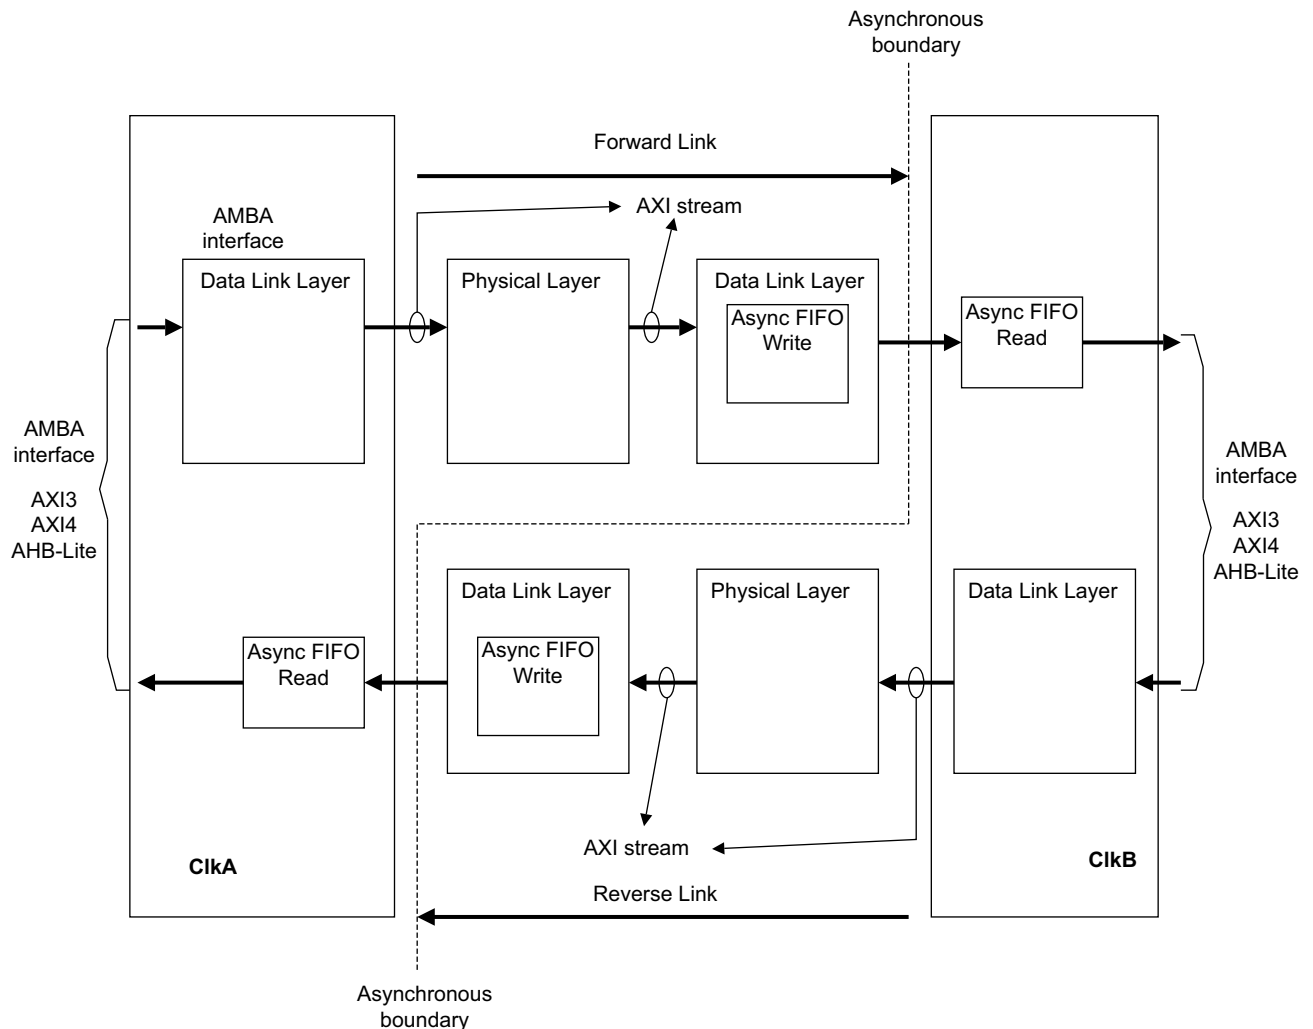 Asynchronous
boundary
Forward Link
AXI stream
AMBA
interface
Data Link Layer
Physical Layer
Data Link Layer
Async FIFO
Write
Async FIFO
Read
AMBA
interface
AXI3
AXI4
AHB-Lite
AMBA
interface
AXI3
AXI4
AHB-Lite
Async FIFO
Read
Data Link Layer
Async FIFO
Write
Physical Layer
Data Link Layer
AXI stream
ClkA
ClkB
Reverse Link
Asynchronous
boundary